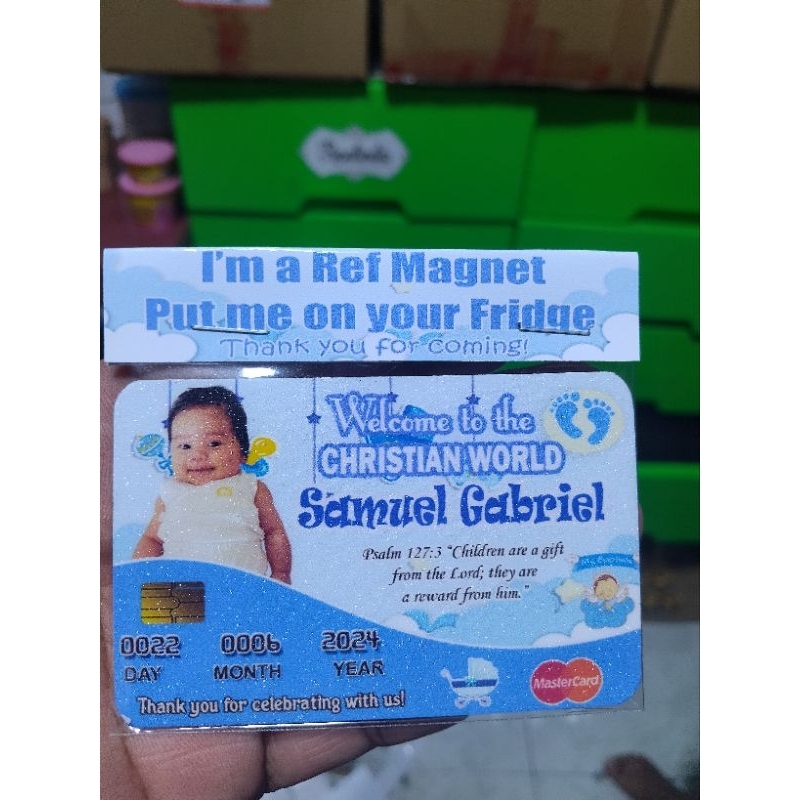 I'm a Ref Magnet
Put me on your Fridge
Thank you for coming!
Welcome to the
CHRISTIAN WORLD
Samuel Gabriel
Psalm 127:3 "Children are a gift
from the Lord; they are
a reward from him."
0022 0006 2024
DAY MONTH YEAR
MasterCard
Thank you for celebrating with us!